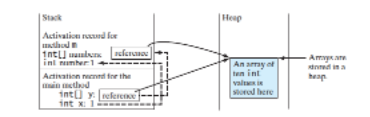 Stack
Heap
Activation record for
method m
int[] numbers:
int number:1
reference
Activation record for the
main method
int[] y:
int x: 1
reference
An array of
ten int
values is
stored here
Arrays are
stored in a
heap.